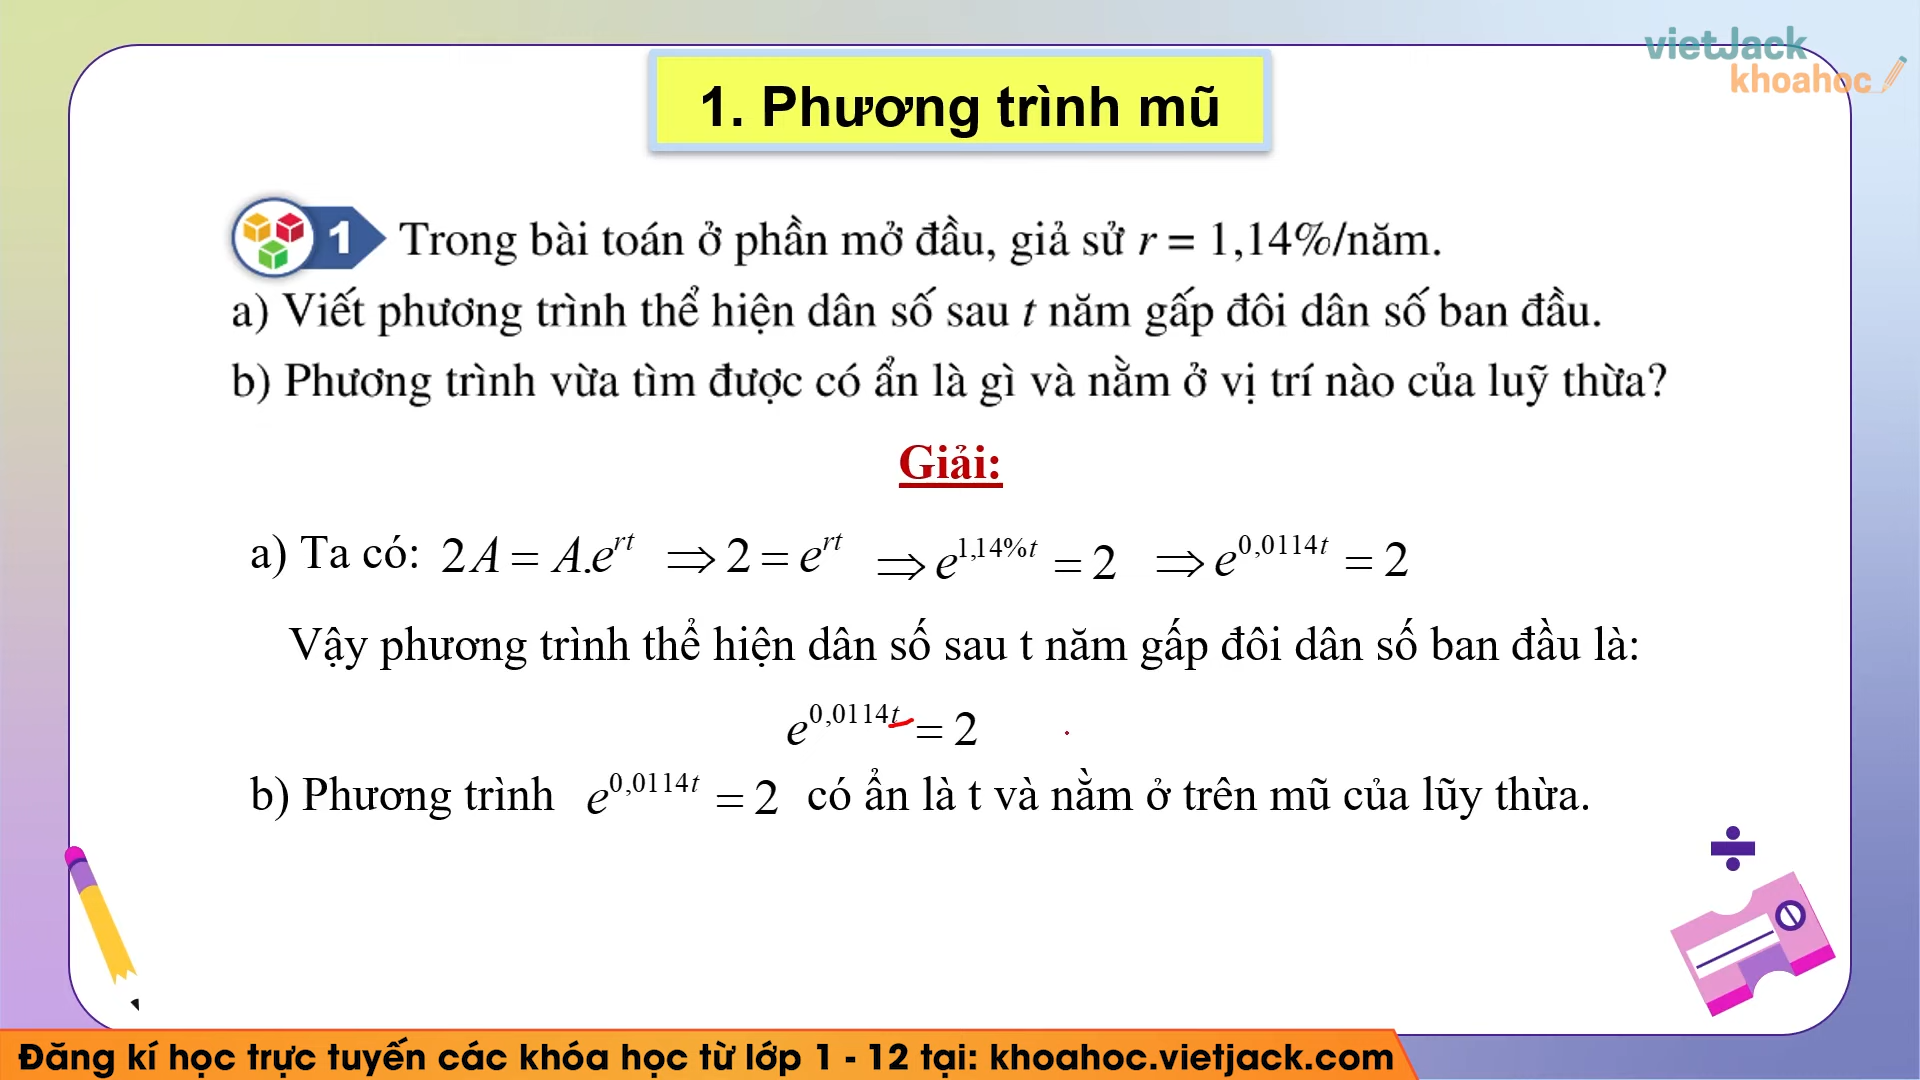 vietJack
khoahoc
1. Phương trình mũ
1 Trong bài toán ở phần mở đầu, giả sử r = 1,14%/năm.
a) Viết phương trình thể hiện dân số sau t năm gấp đôi dân số ban đầu.
b) Phương trình vừa tìm được có ẩn là gì và nằm ở vị trí nào của luỹ thừa?
Giải:
a) Ta có: 2A = A.e^{rt} ⇒ 2 = e^{rt} ⇒ e^{1,14%t} = 2 ⇒ e^{0,0114t} = 2
Vậy phương trình thể hiện dân số sau t năm gấp đôi dân số ban đầu là:
e^{0,0114t} = 2
b) Phương trình e^{0,0114t} = 2 có ẩn là t và nằm ở trên mũ của lũy thừa.
Đăng kí học trực tuyến các khóa học từ lớp 1 - 12 tại: khoahoc.vietjack.com